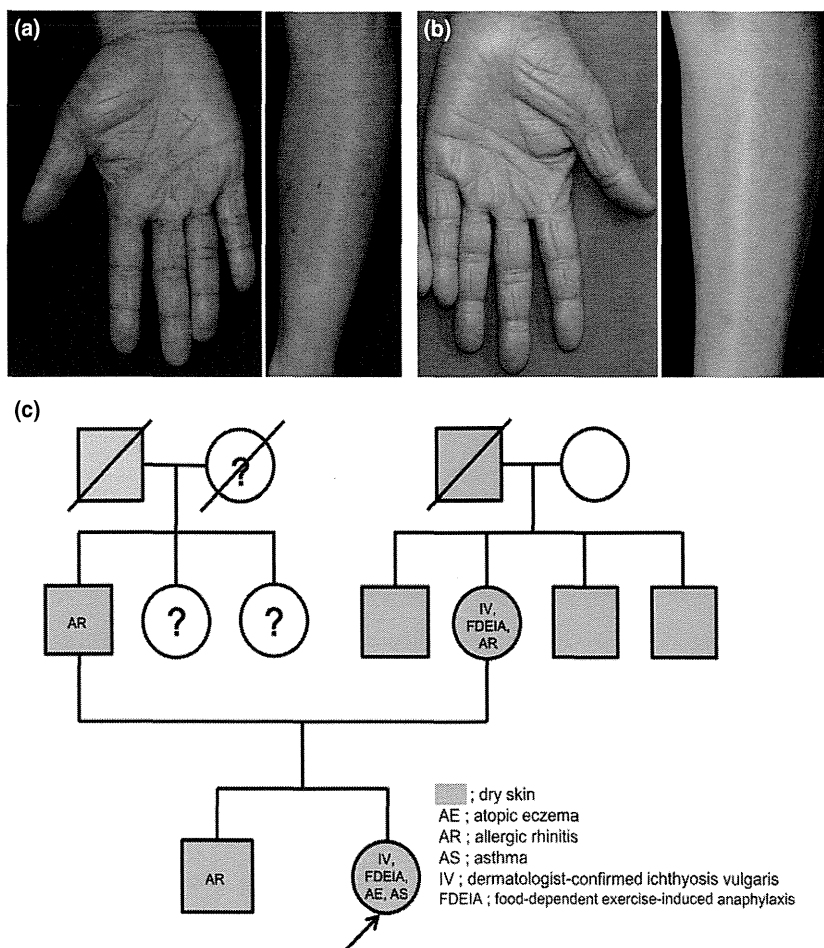 (a)
(b)
(c)
?
AR
?
?
IV,
FDEIA,
AR
AR
IV,
FDEIA,
AE, AS
; dry skin
AE ; atopic eczema
AR ; allergic rhinitis
AS ; asthma
IV ; dermatologist-confirmed ichthyosis vulgaris
FDEIA ; food-dependent exercise-induced anaphylaxis